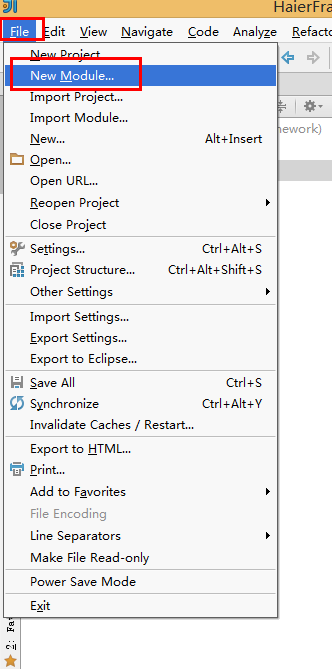 HaierFra
File Edit View Navigate Code Analyze Refact
New Project...
New Module...
mework)
Import Project...
Import Module...
New... Alt+Insert
Open...
Open URL...
Reopen Project
Close Project
Settings... Ctrl+Alt+S
Project Structure... Ctrl+Alt+Shift+S
Other Settings
Import Settings...
Export Settings...
Export to Eclipse...
Save All Ctrl+S
Synchronize Ctrl+Alt+Y
Invalidate Caches / Restart...
Export to HTML...
Print...
Add to Favorites
File Encoding
Line Separators
Make File Read-only
Power Save Mode
Exit
2: Fa